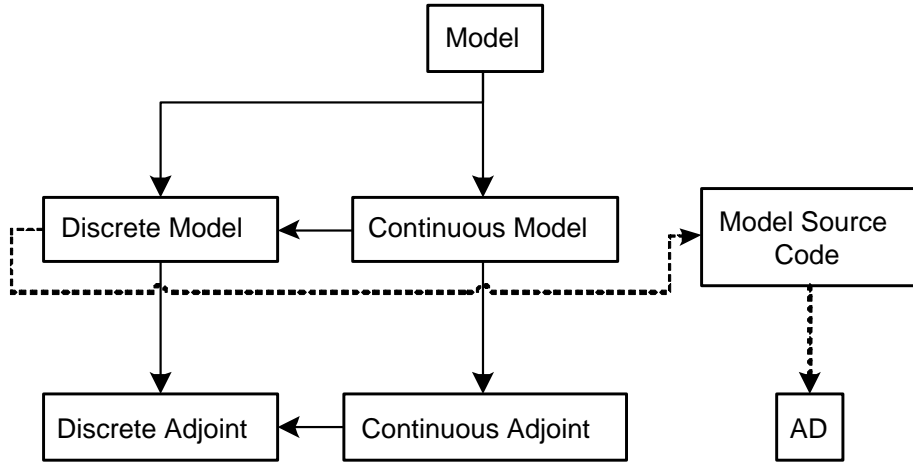 Model
Discrete Model
Continuous Model
Model Source
Code
Discrete Adjoint
Continuous Adjoint
AD